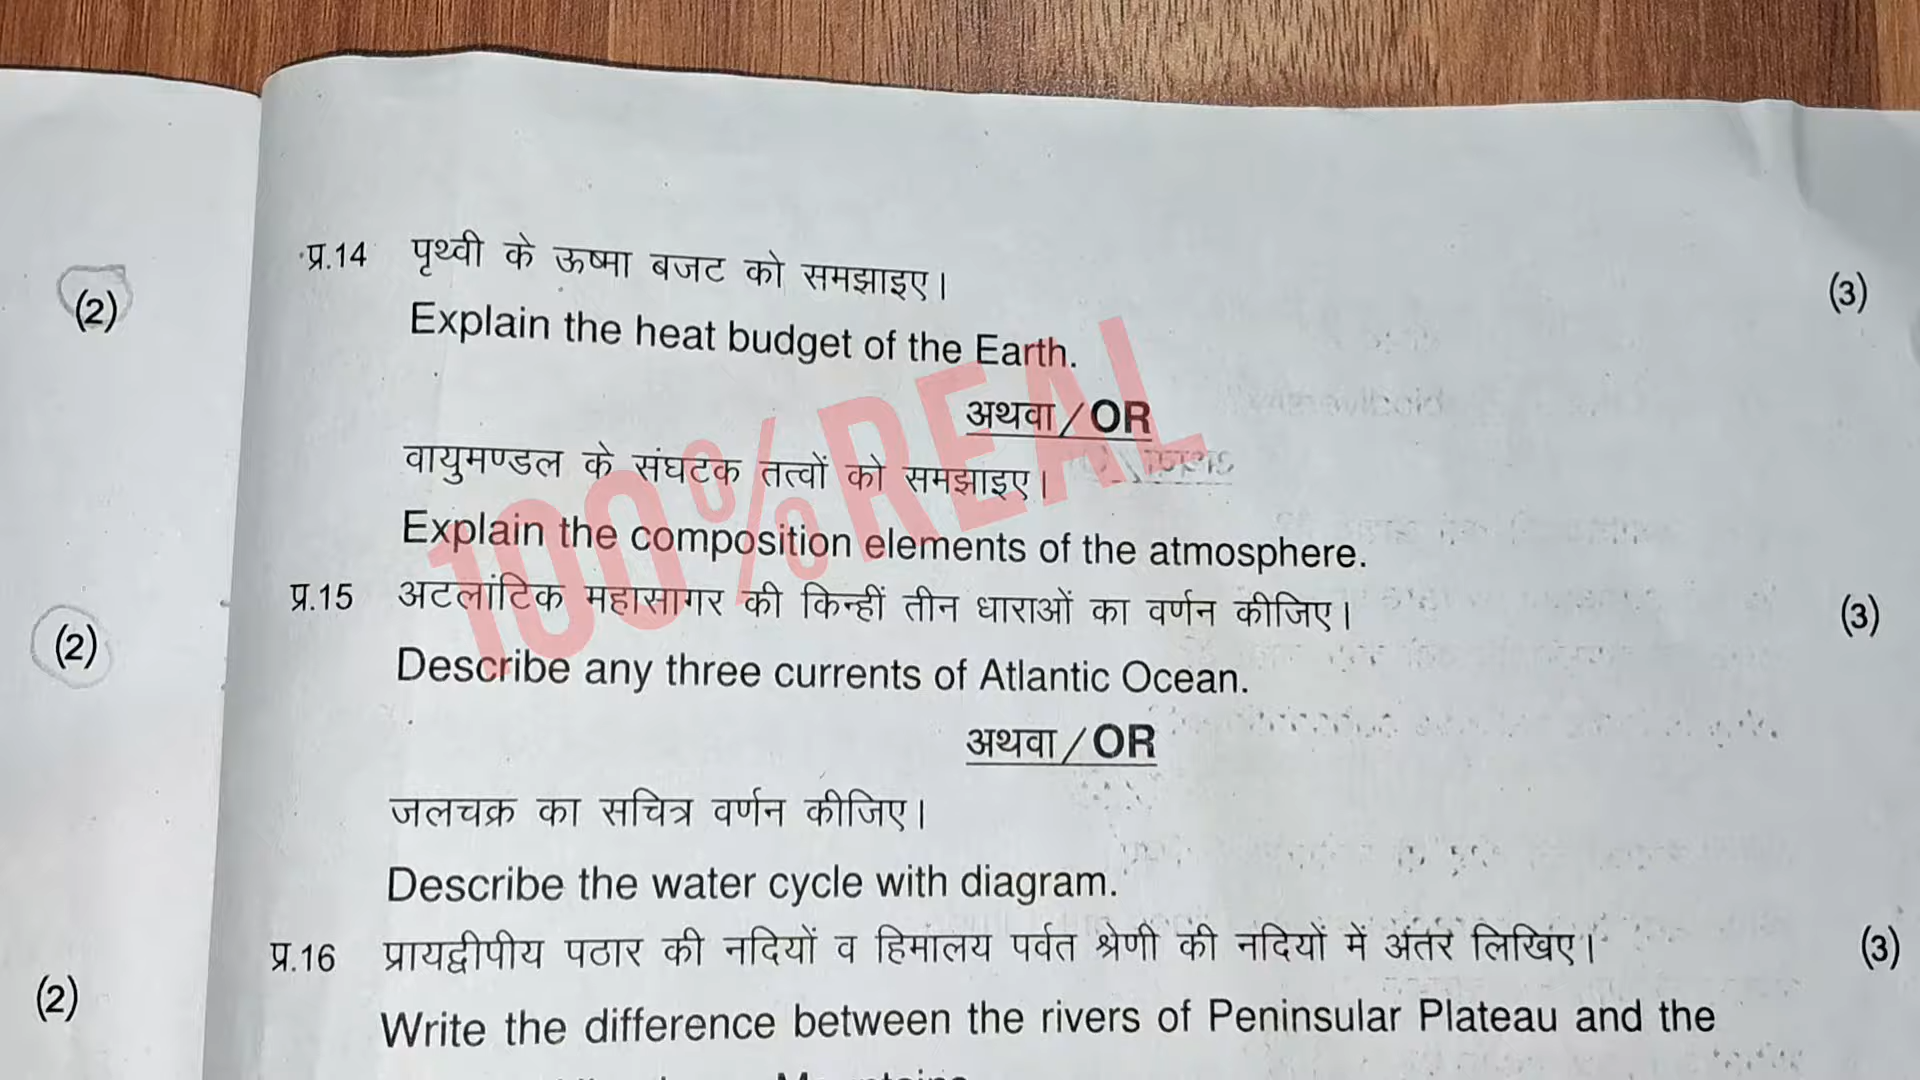 (2)
(2)
(2)
प्र.14 पृथ्वी के ऊष्मा बजट को समझाइए। (3)
Explain the heat budget of the Earth.
अथवा/OR
वायुमण्डल के संघटक तत्वों को समझाइए।
Explain the composition elements of the atmosphere.
प्र.15 अटलांटिक महासागर की किन्हीं तीन धाराओं का वर्णन कीजिए। (3)
Describe any three currents of Atlantic Ocean.
अथवा/OR
जलचक्र का सचित्र वर्णन कीजिए।
Describe the water cycle with diagram.
प्र.16 प्रायद्वीपीय पठार की नदियों व हिमालय पर्वत श्रेणी की नदियों में अंतर लिखिए। (3)
Write the difference between the rivers of Peninsular Plateau and the
100% REAL